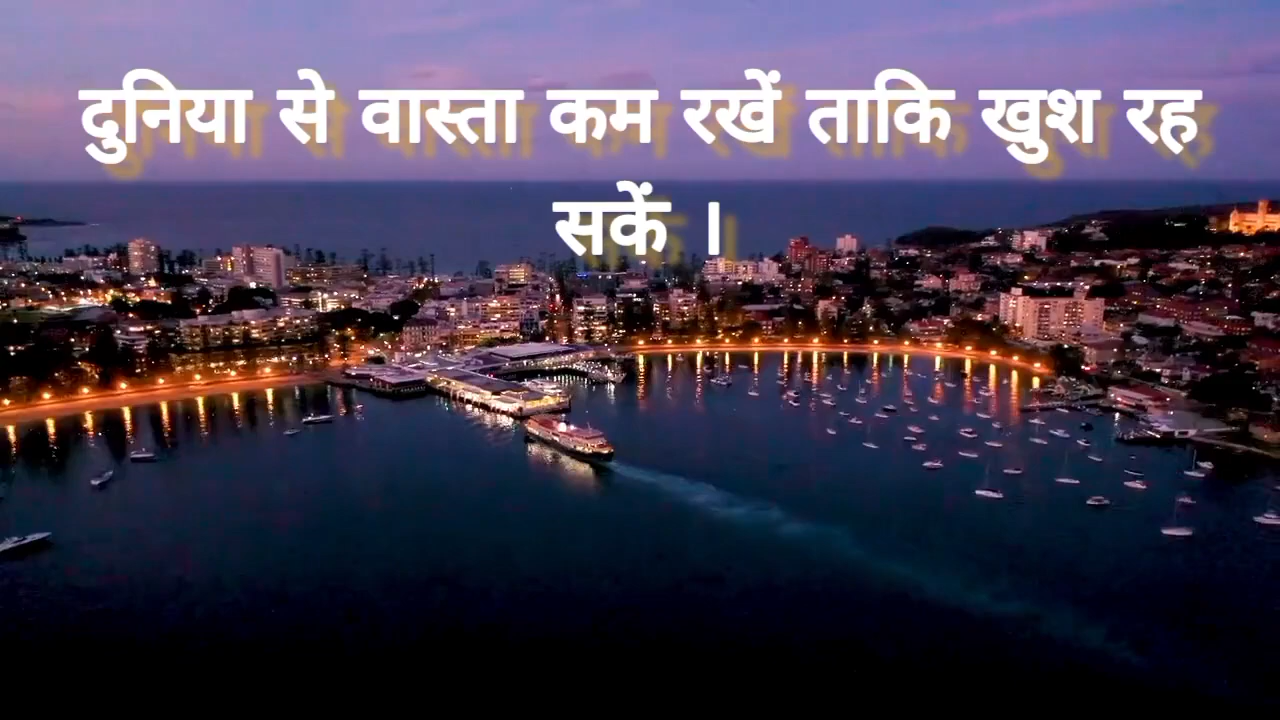 दुनिया से वास्ता कम रखें ताकि खुश रह
सकें ।